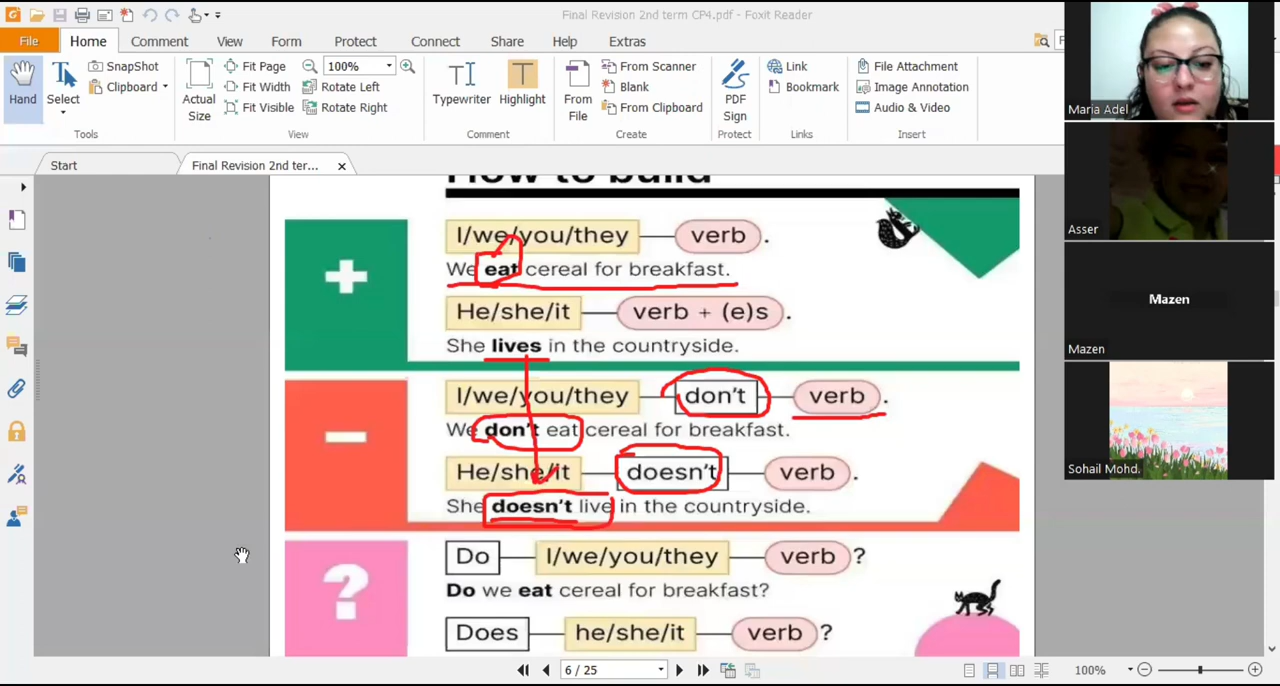 Final Revision 2nd term CP4.pdf - Foxit Reader
File Home Comment View Form Protect Connect Share Help Extras
Hand
Select
SnapShot
Clipboard
Tools
Actual Size
Fit Page
Fit Width
Fit Visible
100%
Rotate Left
Rotate Right
View
Typewriter
Highlight
Comment
From File
From Scanner
Blank
From Clipboard
Create
PDF Sign
Protect
Link
Bookmark
Links
File Attachment
Image Annotation
Audio & Video
Insert
Start
Final Revision 2nd ter...
How to build
I/we/you/they verb .
We eat cereal for breakfast.
He/she/it verb + (e)s .
She lives in the countryside.
I/we/you/they don't verb .
We don't eat cereal for breakfast.
He/she/it doesn't verb .
She doesn't live in the countryside.
Do I/we/you/they verb ?
Do we eat cereal for breakfast?
Does he/she/it verb ?
6 / 25
100%
Maria Adel
Asser
Mazen
Mazen
Sohail Mohd.